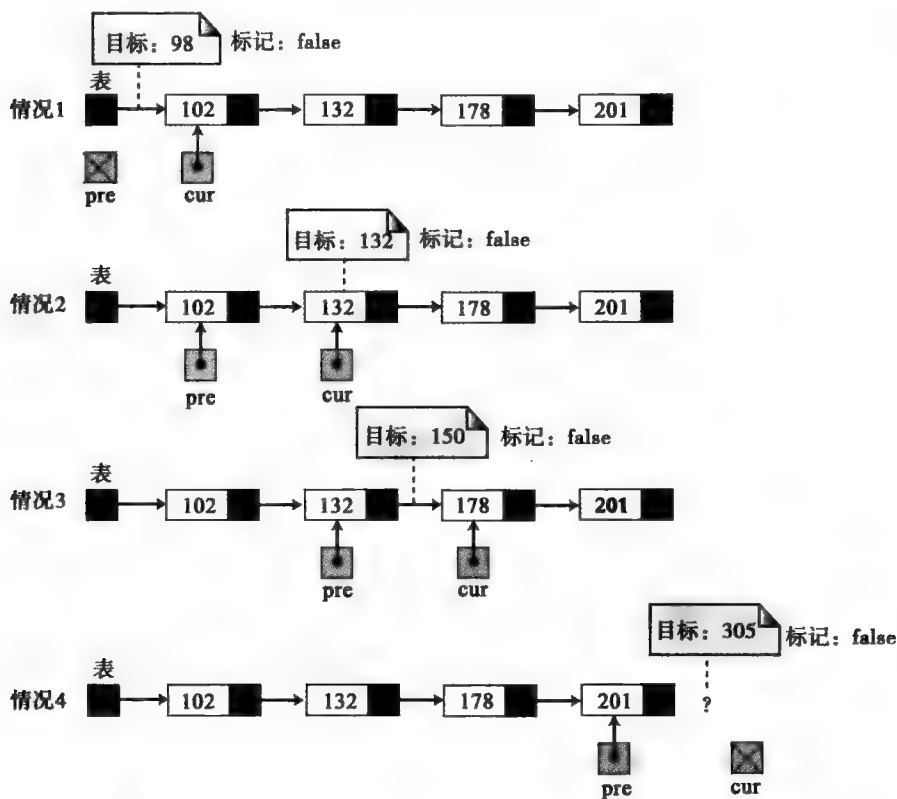 目标：98 标记：false
表
情况1 102 132 178 201
pre cur
目标：132 标记：false
表
情况2 102 132 178 201
pre cur
目标：150 标记：false
表
情况3 102 132 178 201
pre cur
目标：305 标记：false
表
情况4 102 132 178 201 ?
pre cur